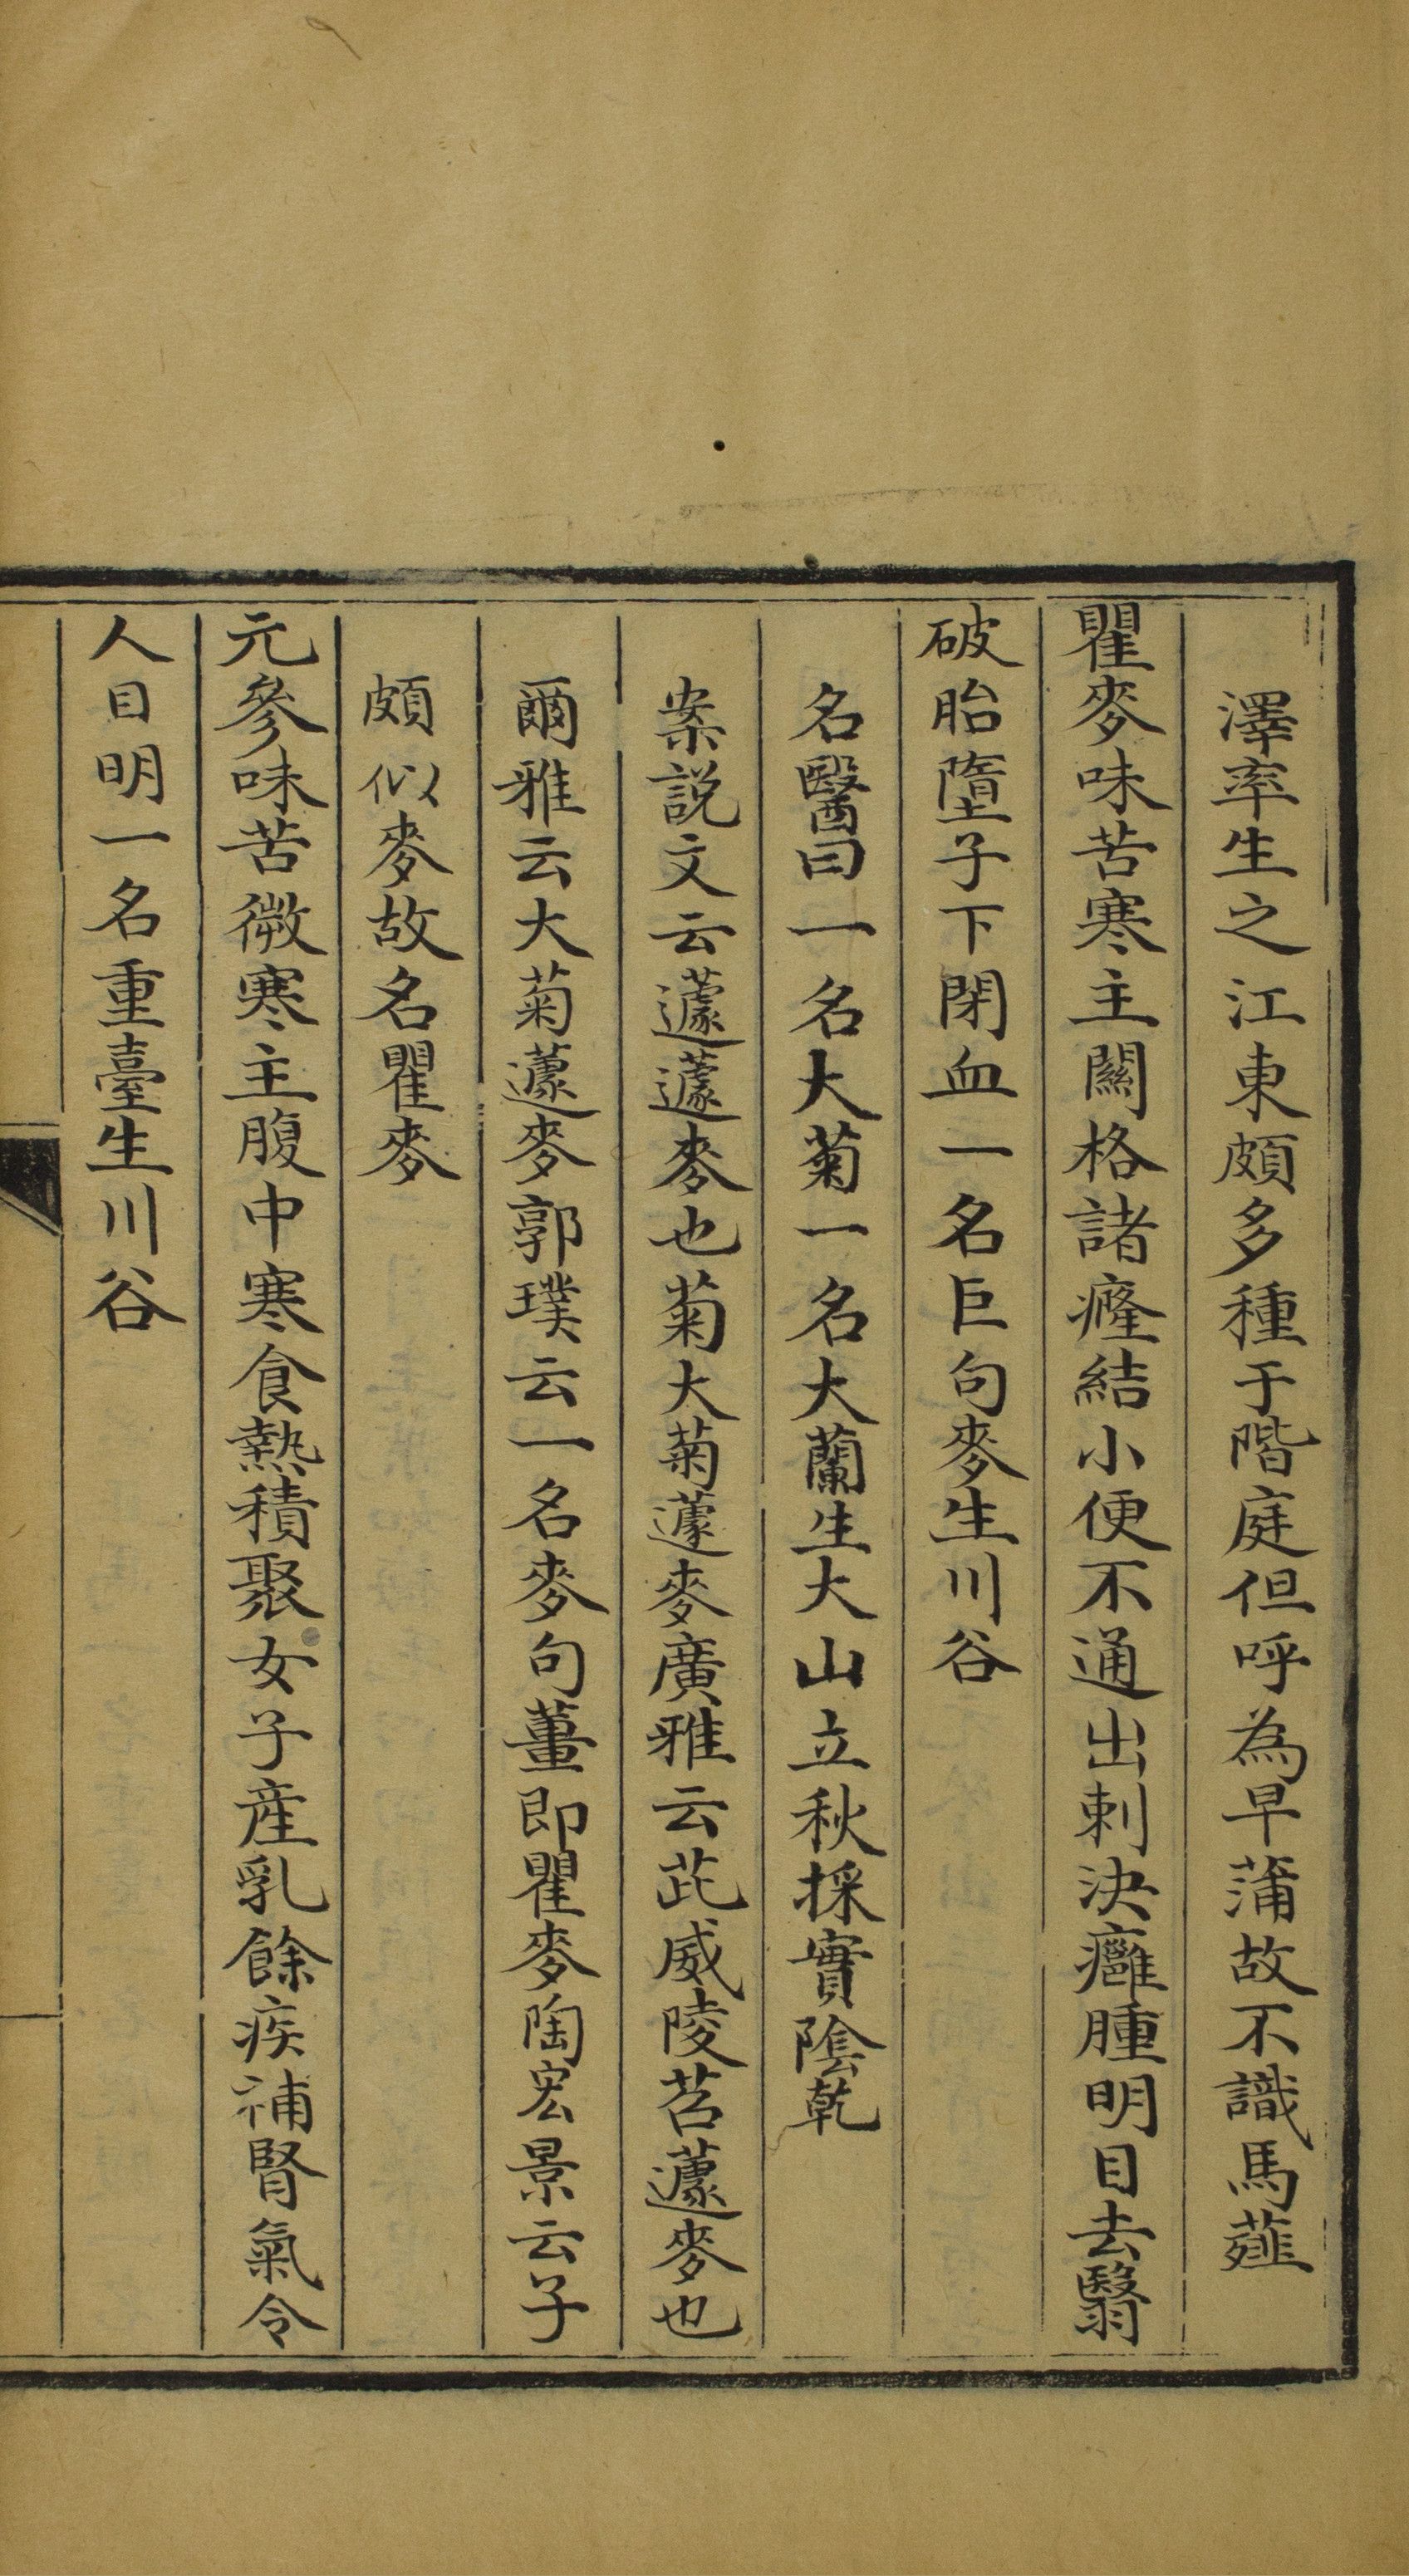 澤率生之江東頗多種于階庭但呼為早蒲故不識馬薤
瞿麥味苦寒主關格諸癃結小便不通出刺決癰腫明目去翳
破胎墮子下閉血一名巨句麥生川谷
名醫曰一名大菊一名大蘭生大山立秋採實陰乾
案說文云蘧蘧麥也菊大菊蘧麥廣雅云茈威陵苕蘧麥也
爾雅云大菊蘧麥郭璞云一名麥句薑即瞿麥陶宏景云子
頗似麥故名瞿麥
元參味苦微寒主腹中寒食熱積聚女子產乳餘疾補腎氣令
人目明一名重臺生川谷